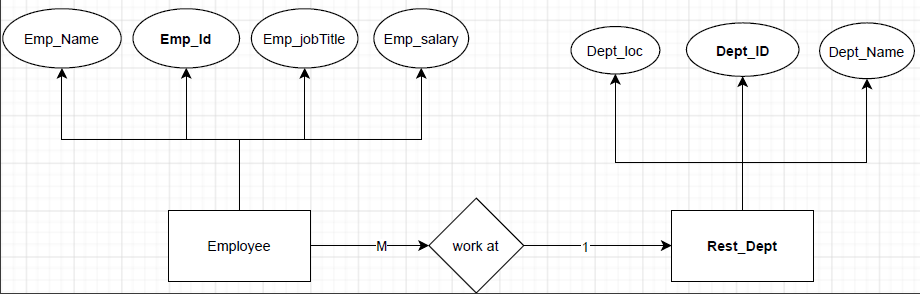 Emp_Name
Emp_Id
Emp_jobTitle
Emp_salary
Dept_loc
Dept_ID
Dept_Name
Employee
M
work at
1
Rest_Dept